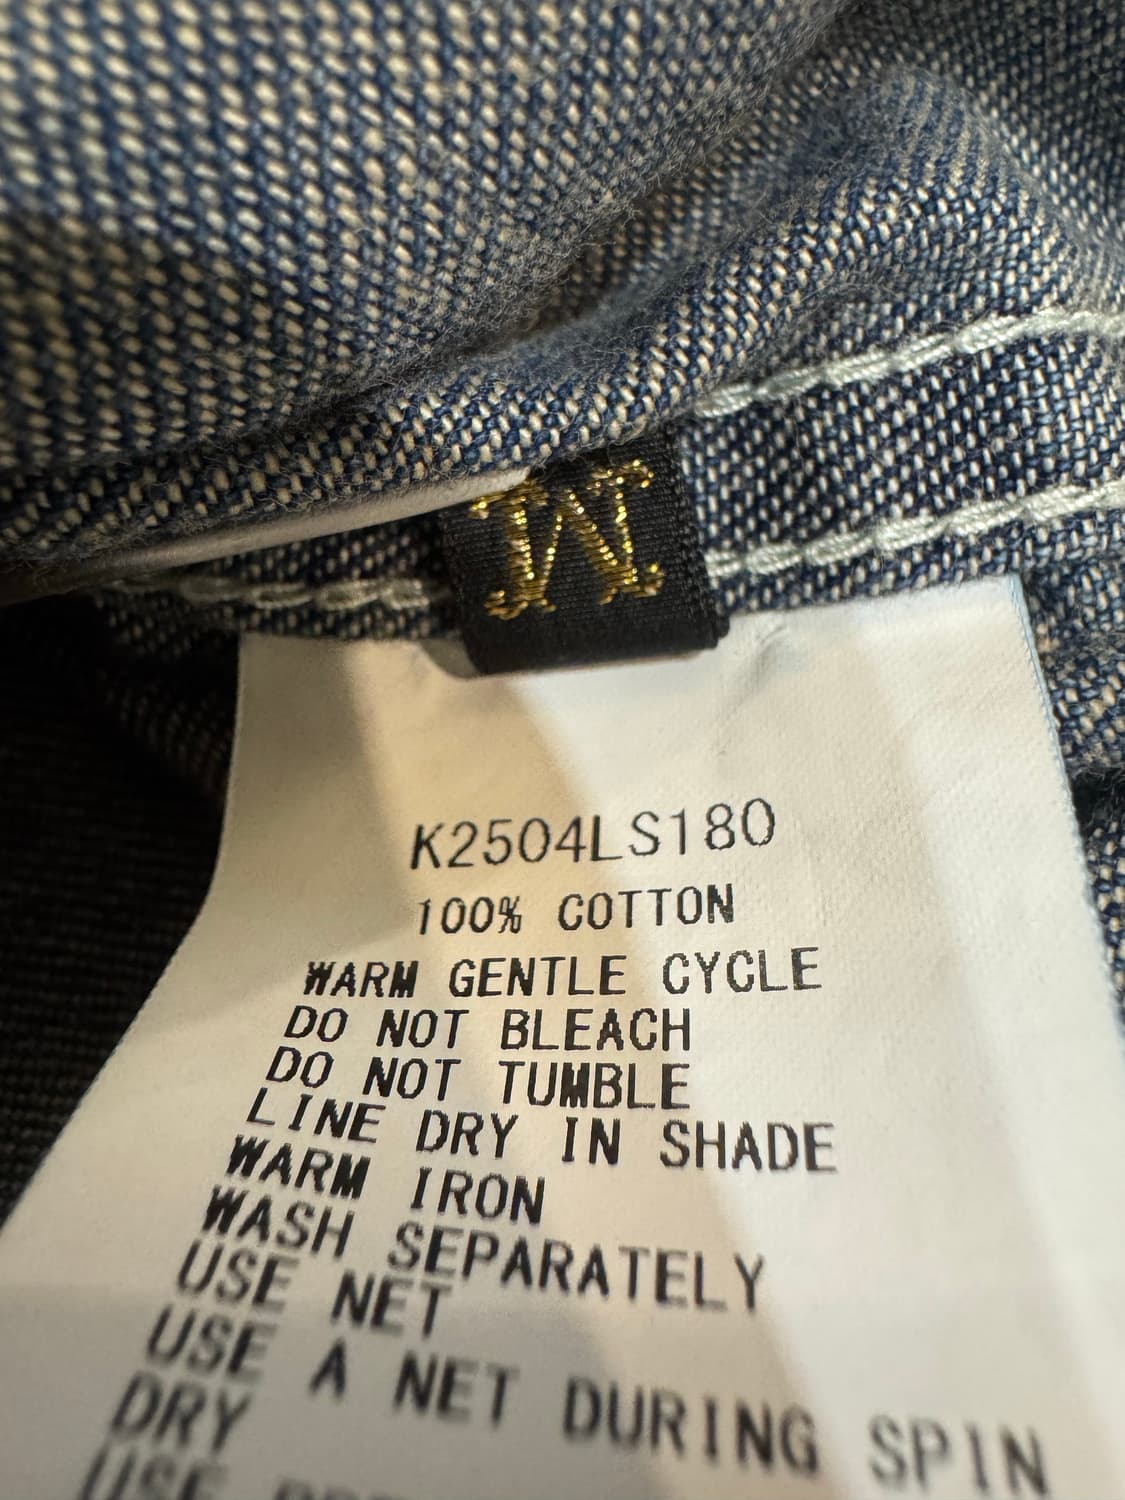 M
K2504LS180
100% COTTON
WARM GENTLE CYCLE
DO NOT BLEACH
DO NOT TUMBLE
LINE DRY IN SHADE
WARM IRON
WASH SEPARATELY
USE NET
USE A NET DURING SPIN
DRY
USE